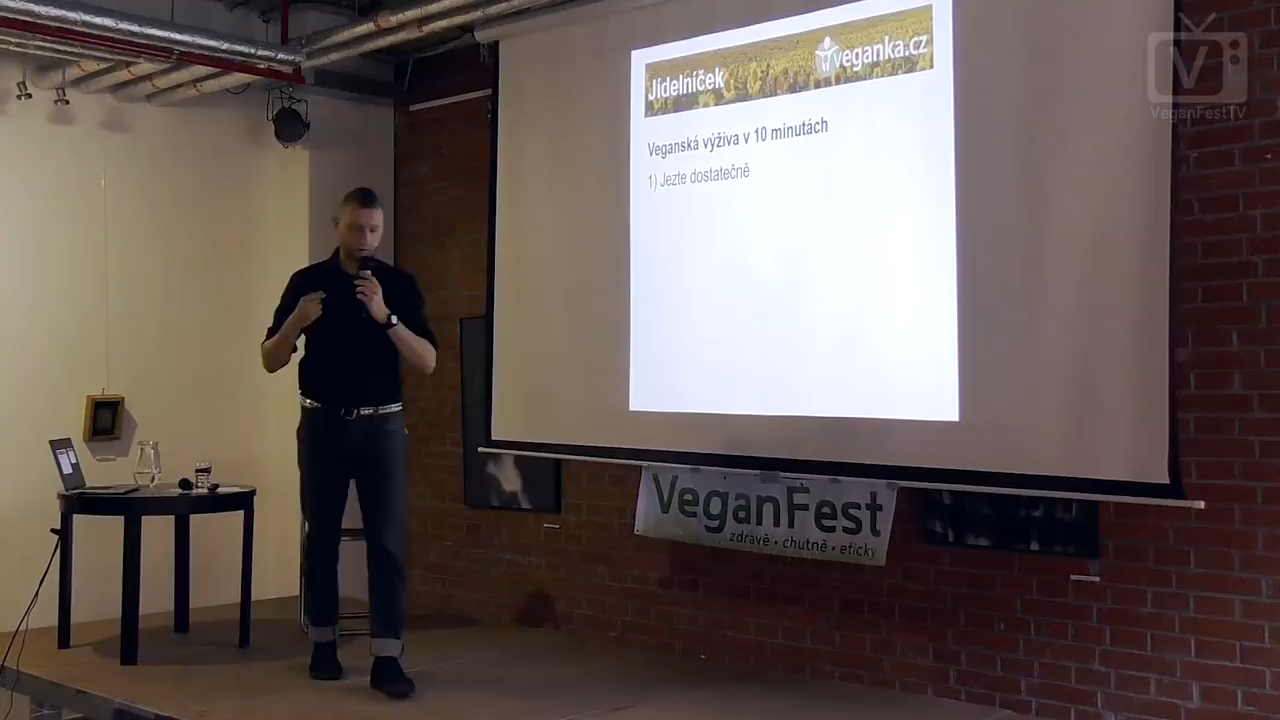 Jídelníček
veganka.cz
Veganská výživa v 10 minutách
1) Jezte dostatečně
VeganFestTV
VeganFest
zdravě • chutně • eticky